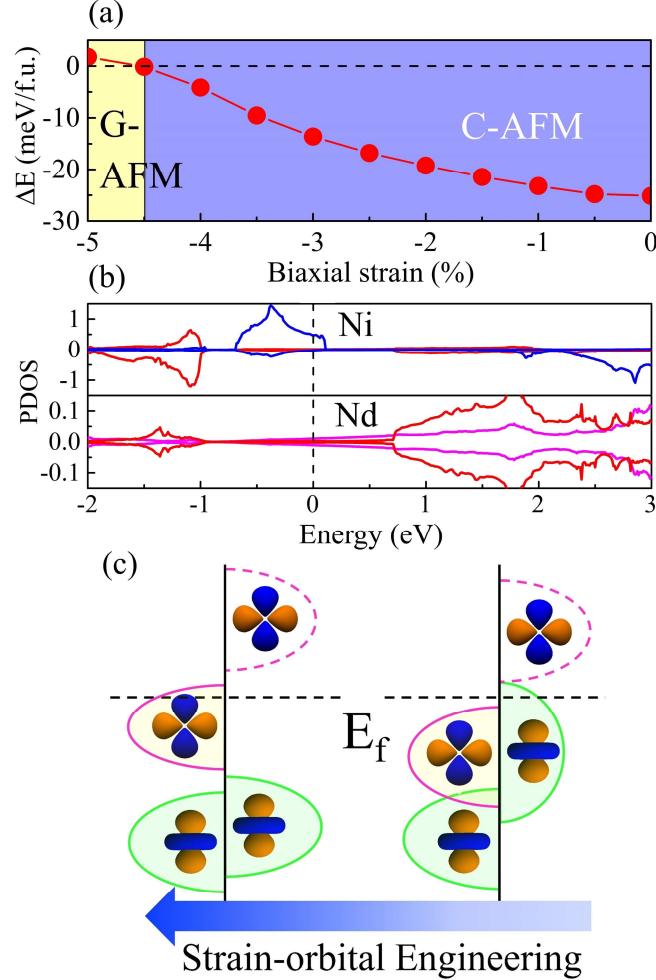 (a)
ΔE (meV/f.u.)
0
-10
-20
-30
G-
AFM
C-AFM
-5 -4 -3 -2 -1 0
Biaxial strain (%)
(b)
PDOS
1
0
-1
Ni
0.1
0.0
-0.1
Nd
-2 -1 0 1 2 3
Energy (eV)
(c)
E_f
Strain-orbital Engineering